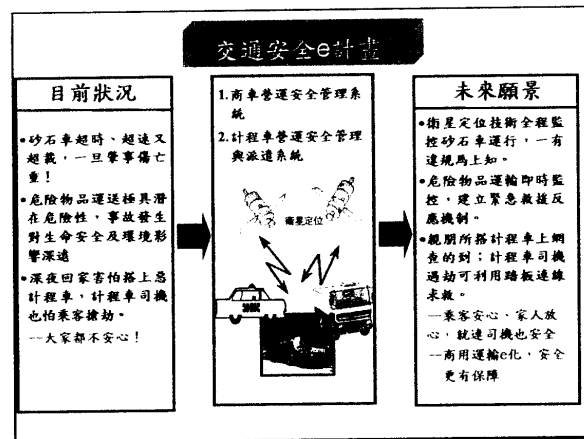 交通安全e計畫
目前狀況
•砂石車超時、超速又
超載，一旦肇事傷亡
重！
•危險物品運送極具潛
在危險性，事故發生
對生命安全及環境影
響深遠
•深夜回家害怕搭上惡
計程車，計程車司機
也怕乘客搶劫。
--大家都不安心！
1.商車營運安全管理系
統
2.計程車營運安全管理
與派遣系統
衛星定位
未來願景
•衛星定位技術全程監
控砂石車運行，一有
違規馬上知。
•危險物品運輸即時監
控，建立緊急救援反
應機制。
•親朋所搭計程車上網
查的到；計程車司機
遇劫可利用踏板連線
求救。
--乘客安心、家人放
心，就連司機也安全
--商用運輸e化，安全
更有保障